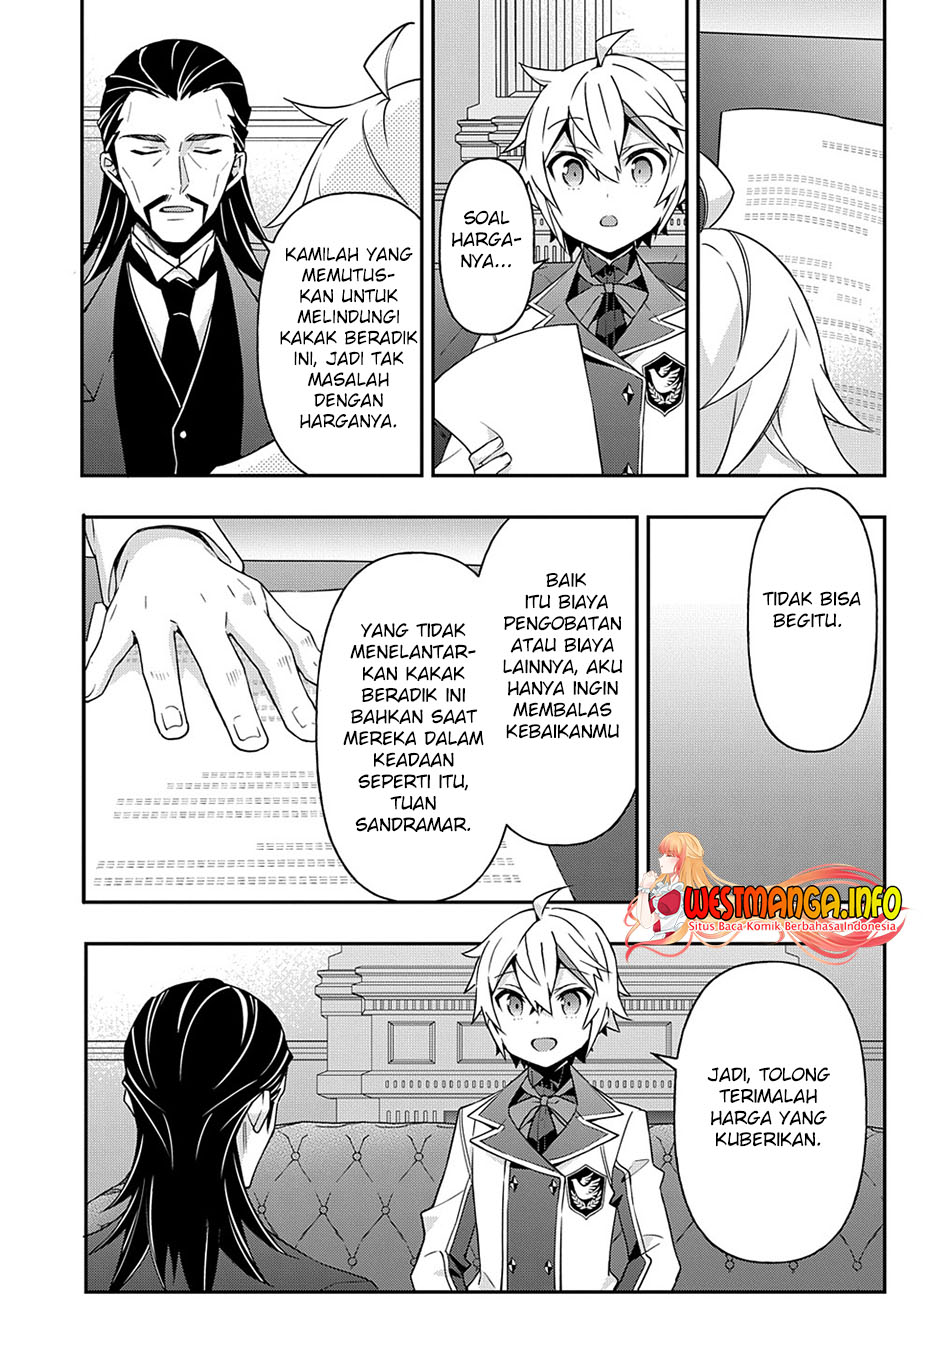 SOAL
HARGA-
NYA...
KAMILAH YANG
MEMUTUS-
KAN UNTUK
MELINDUNGI
KAKAK BERADIK
INI, JADI TAK
MASALAH
DENGAN
HARGANYA.
TIDAK BISA
BEGITU.
BAIK
ITU BIAYA
PENGOBATAN
ATAU BIAYA
LAINNYA, AKU
HANYA INGIN
MEMBALAS
KEBAIKANMU
YANG TIDAK
MENELANTAR-
KAN KAKAK
BERADIK INI
BAHKAN SAAT
MEREKA DALAM
KEADAAN
SEPERTI ITU,
TUAN
SANDRAMAR.
WESTMANGA.INFO
Situs Baca Komik Berbahasa Indonesia
JADI, TOLONG
TERIMALAH
HARGA YANG
KUBERIKAN.